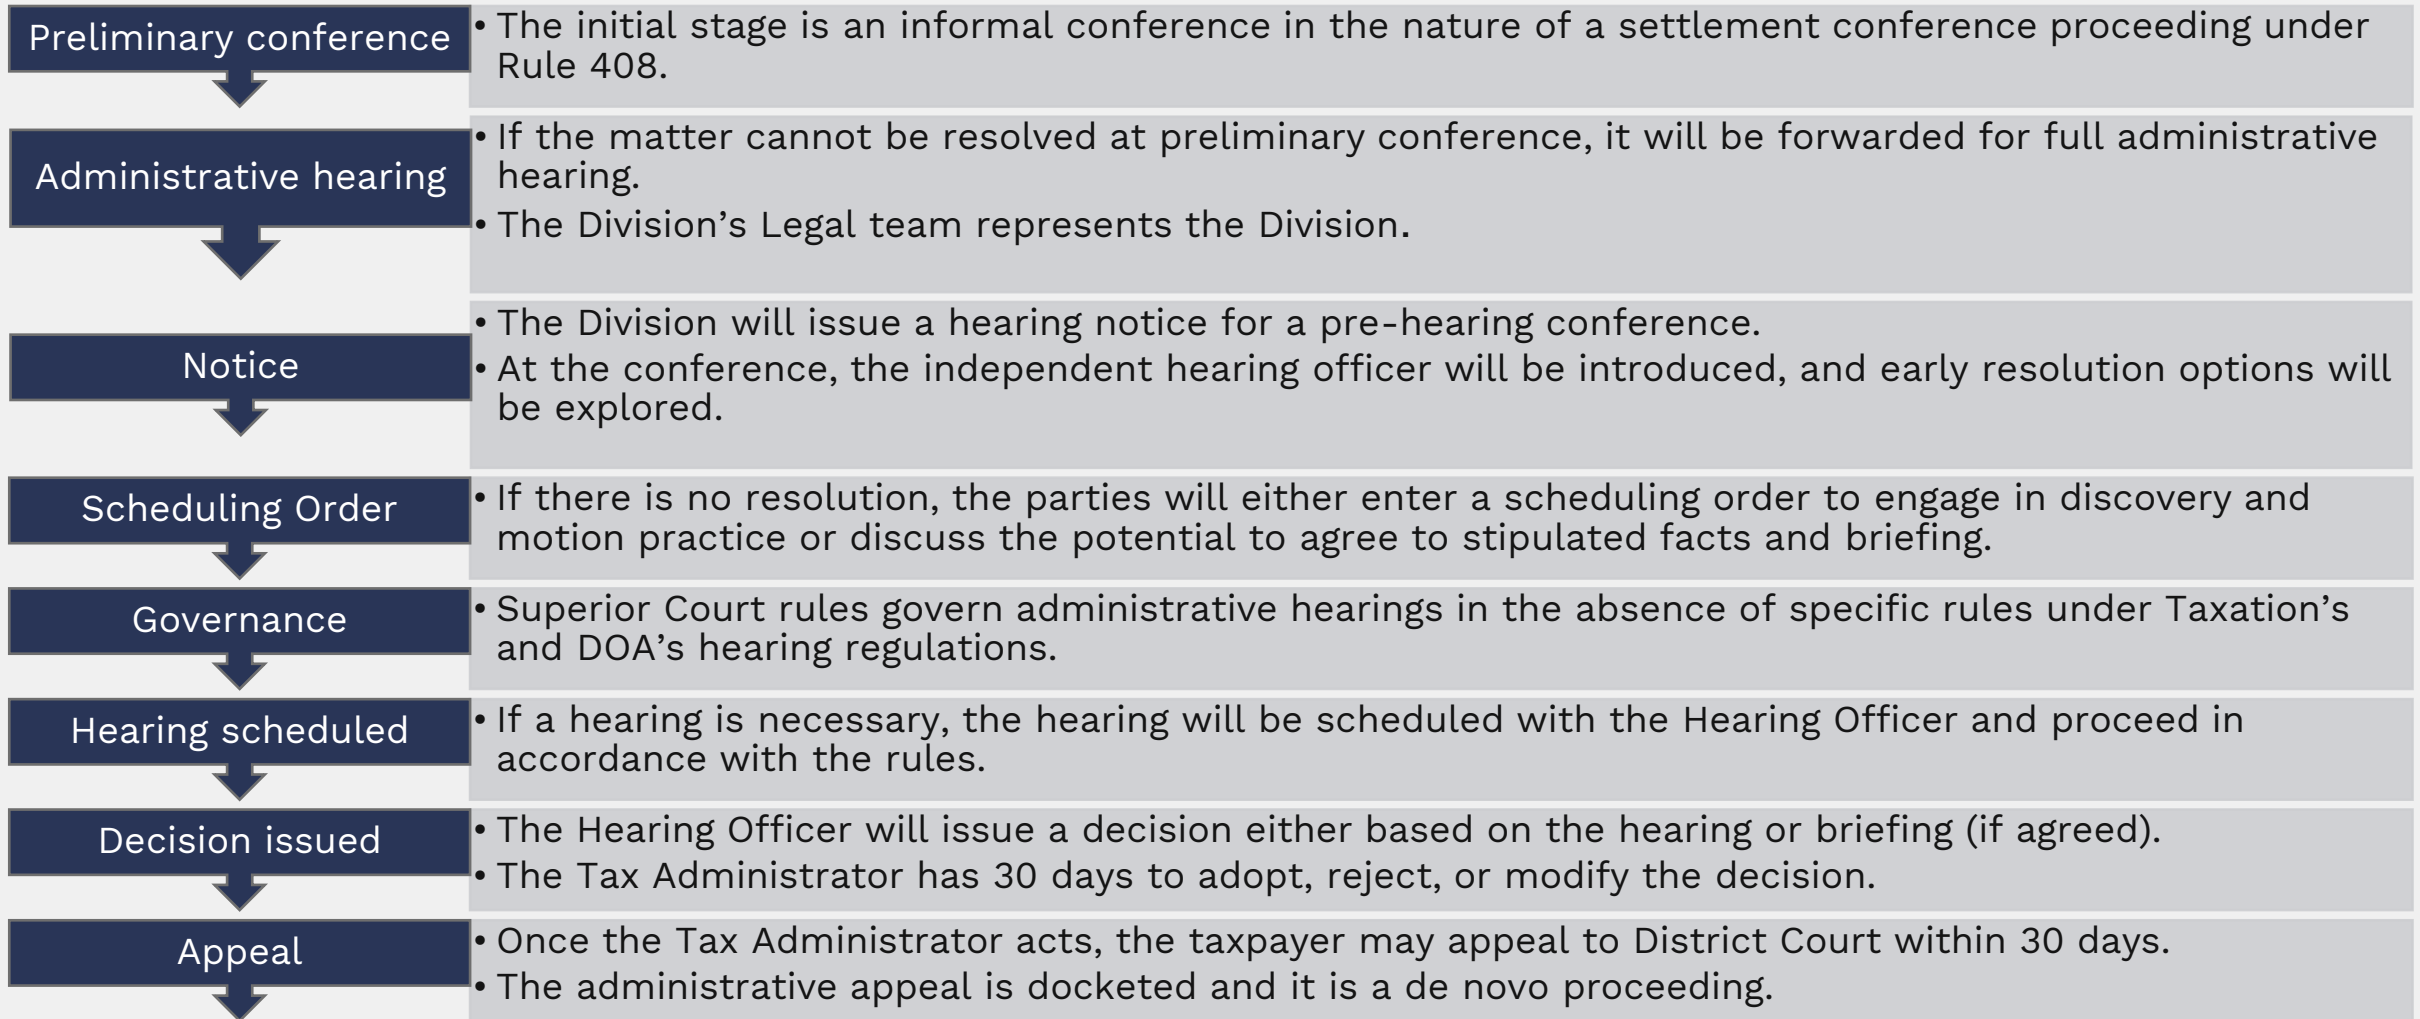 Preliminary conference
• The initial stage is an informal conference in the nature of a settlement conference proceeding under
Rule 408.
Administrative hearing
• If the matter cannot be resolved at preliminary conference, it will be forwarded for full administrative
hearing.
• The Division’s Legal team represents the Division.
Notice
• The Division will issue a hearing notice for a pre-hearing conference.
• At the conference, the independent hearing officer will be introduced, and early resolution options will
be explored.
Scheduling Order
• If there is no resolution, the parties will either enter a scheduling order to engage in discovery and
motion practice or discuss the potential to agree to stipulated facts and briefing.
Governance
• Superior Court rules govern administrative hearings in the absence of specific rules under Taxation’s
and DOA’s hearing regulations.
Hearing scheduled
• If a hearing is necessary, the hearing will be scheduled with the Hearing Officer and proceed in
accordance with the rules.
Decision issued
• The Hearing Officer will issue a decision either based on the hearing or briefing (if agreed).
• The Tax Administrator has 30 days to adopt, reject, or modify the decision.
Appeal
• Once the Tax Administrator acts, the taxpayer may appeal to District Court within 30 days.
• The administrative appeal is docketed and it is a de novo proceeding.